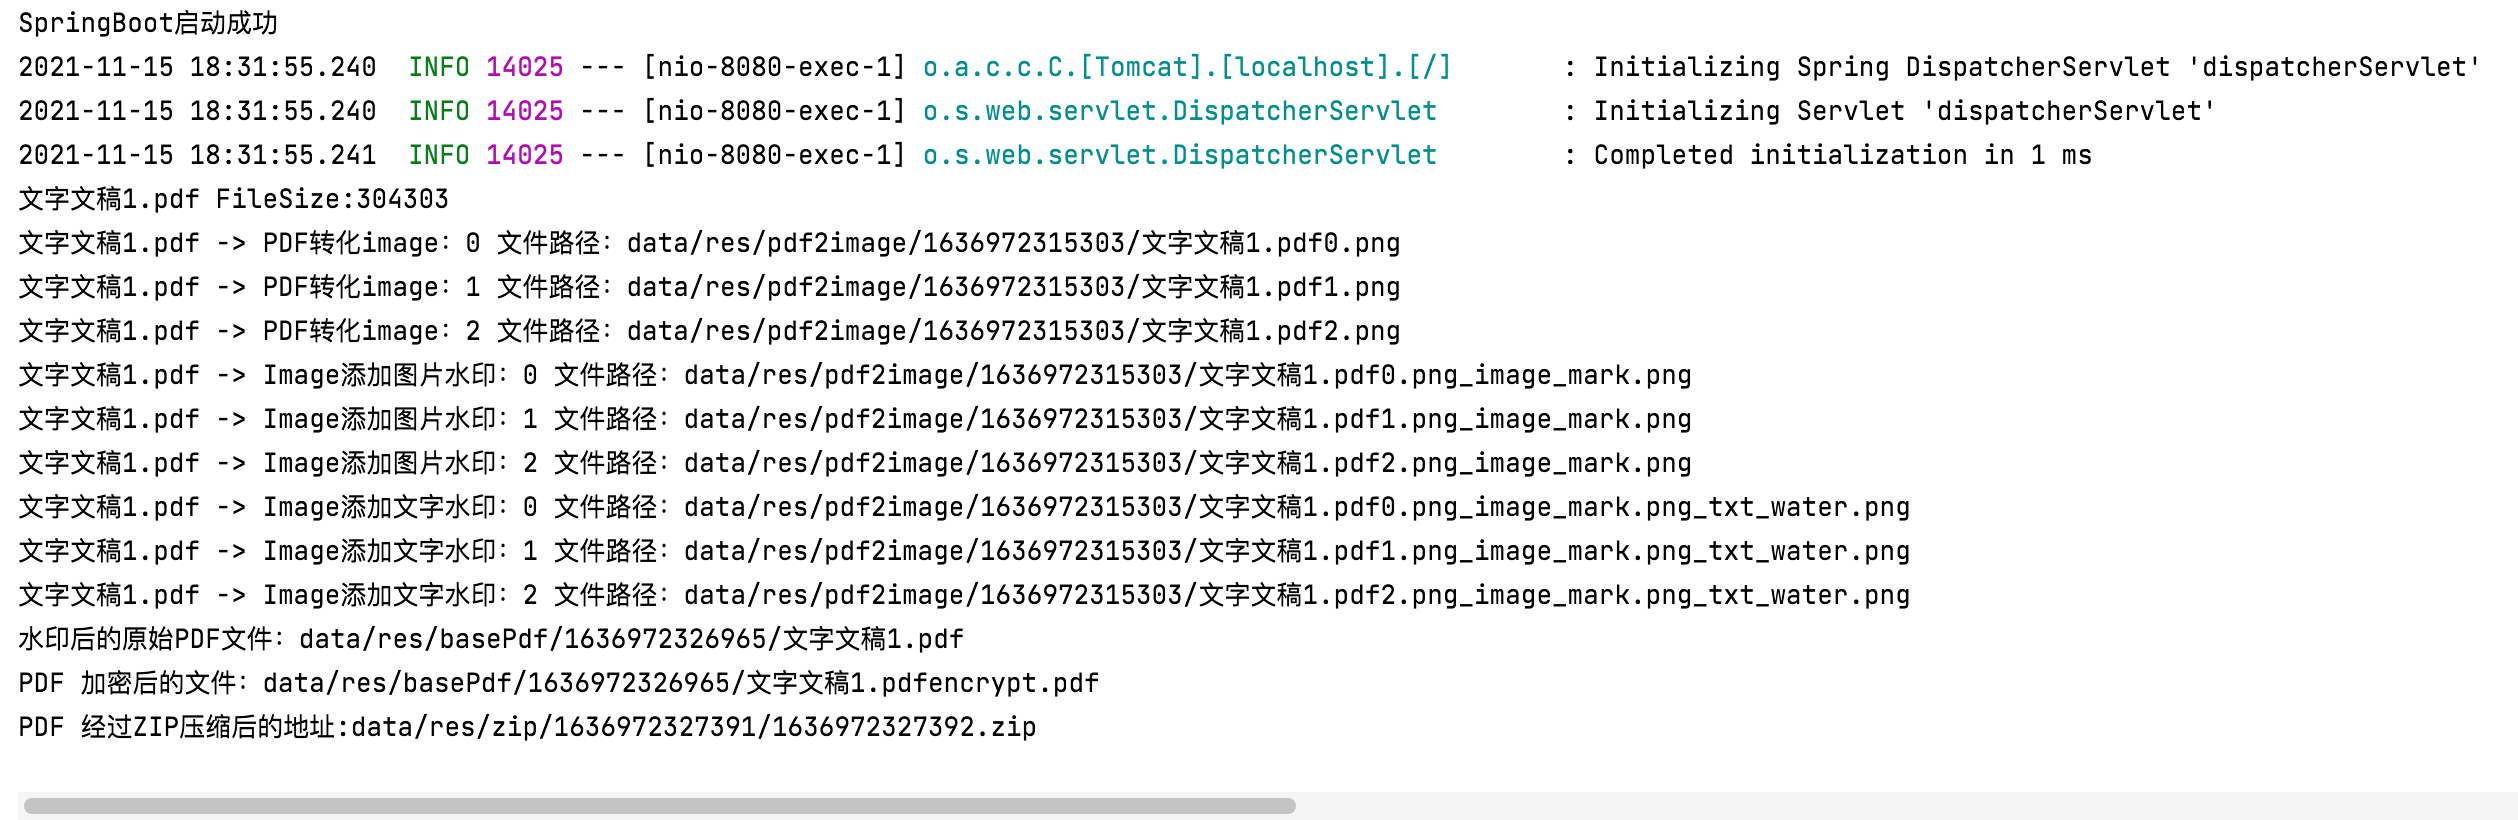 SpringBoot启动成功
2021-11-15 18:31:55.240  INFO 14025 --- [nio-8080-exec-1] o.a.c.c.C.[Tomcat].[localhost].[/]       : Initializing Spring DispatcherServlet 'dispatcherServlet'
2021-11-15 18:31:55.240  INFO 14025 --- [nio-8080-exec-1] o.s.web.servlet.DispatcherServlet        : Initializing Servlet 'dispatcherServlet'
2021-11-15 18:31:55.241  INFO 14025 --- [nio-8080-exec-1] o.s.web.servlet.DispatcherServlet        : Completed initialization in 1 ms
文字文稿1.pdf FileSize:304303
文字文稿1.pdf -> PDF转化image：0 文件路径：data/res/pdf2image/1636972315303/文字文稿1.pdf0.png
文字文稿1.pdf -> PDF转化image：1 文件路径：data/res/pdf2image/1636972315303/文字文稿1.pdf1.png
文字文稿1.pdf -> PDF转化image：2 文件路径：data/res/pdf2image/1636972315303/文字文稿1.pdf2.png
文字文稿1.pdf -> Image添加图片水印：0 文件路径：data/res/pdf2image/1636972315303/文字文稿1.pdf0.png_image_mark.png
文字文稿1.pdf -> Image添加图片水印：1 文件路径：data/res/pdf2image/1636972315303/文字文稿1.pdf1.png_image_mark.png
文字文稿1.pdf -> Image添加图片水印：2 文件路径：data/res/pdf2image/1636972315303/文字文稿1.pdf2.png_image_mark.png
文字文稿1.pdf -> Image添加文字水印：0 文件路径：data/res/pdf2image/1636972315303/文字文稿1.pdf0.png_image_mark.png_txt_water.png
文字文稿1.pdf -> Image添加文字水印：1 文件路径：data/res/pdf2image/1636972315303/文字文稿1.pdf1.png_image_mark.png_txt_water.png
文字文稿1.pdf -> Image添加文字水印：2 文件路径：data/res/pdf2image/1636972315303/文字文稿1.pdf2.png_image_mark.png_txt_water.png
水印后的原始PDF文件：data/res/basePdf/1636972326965/文字文稿1.pdf
PDF 加密后的文件：data/res/basePdf/1636972326965/文字文稿1.pdfencrypt.pdf
PDF 经过ZIP压缩后的地址:data/res/zip/1636972327391/1636972327392.zip